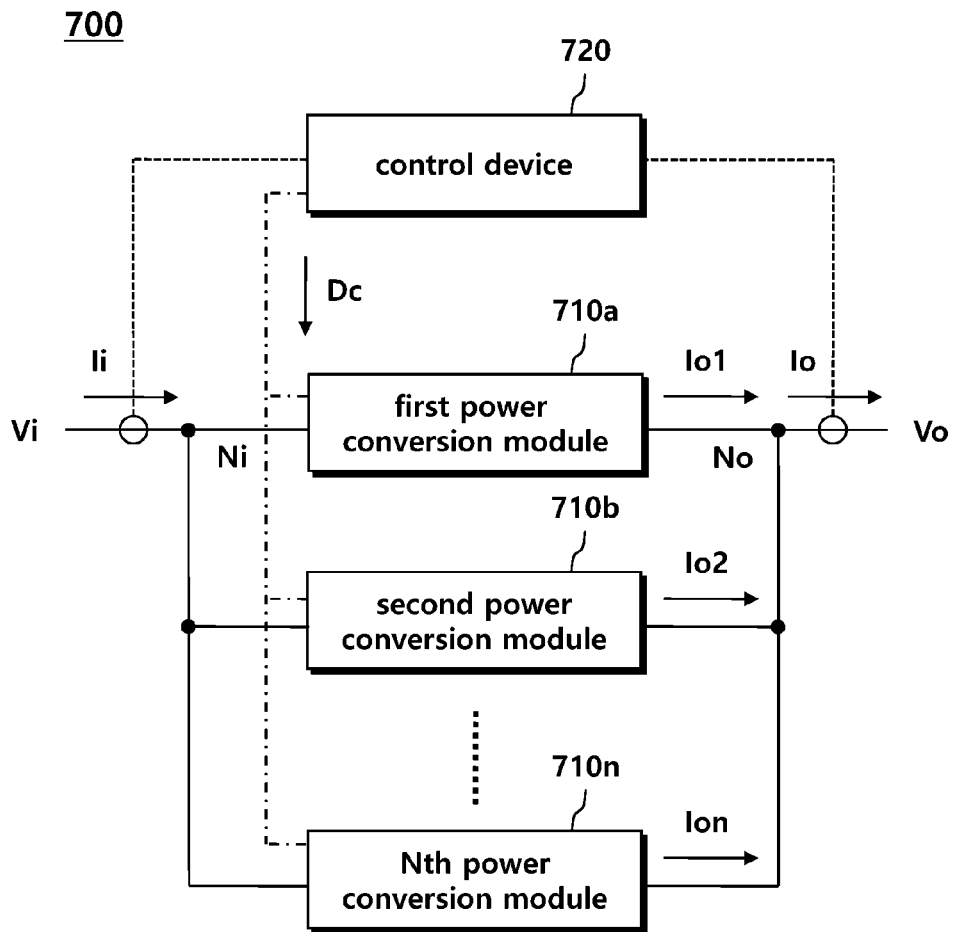 700
720
control device
Dc
710a
Ii
Io1
Io
first power
conversion module
Vi
Ni
No
Vo
710b
Io2
second power
conversion module
710n
Ion
Nth power
conversion module